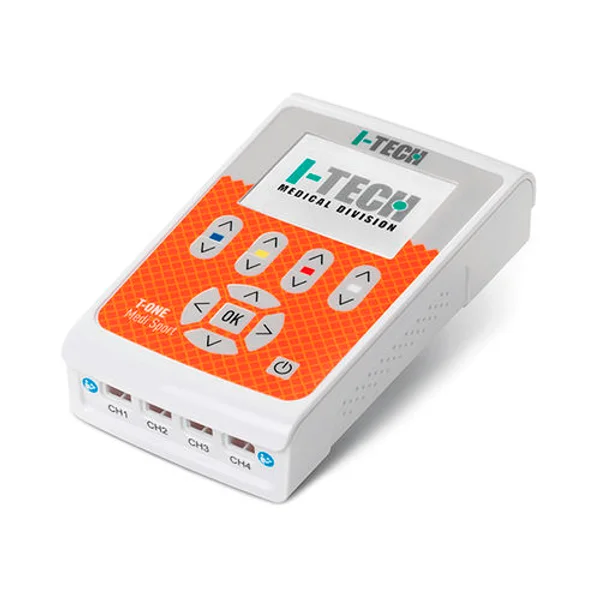 I-TECH
I-TECH
MEDICAL DIVISION
T-ONE
Medi Sport
OK
CH1
CH2
CH3
CH4